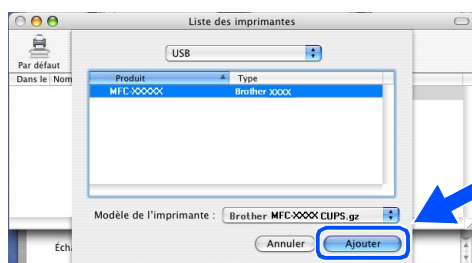 Liste des imprimantes
USB
Par défaut
Dans le Nom
Produit Type
MFC-XXXXX Brother XXXX
Modèle de l'imprimante : Brother MFC-XXXX CUPS.gz
Éch
Annuler Ajouter